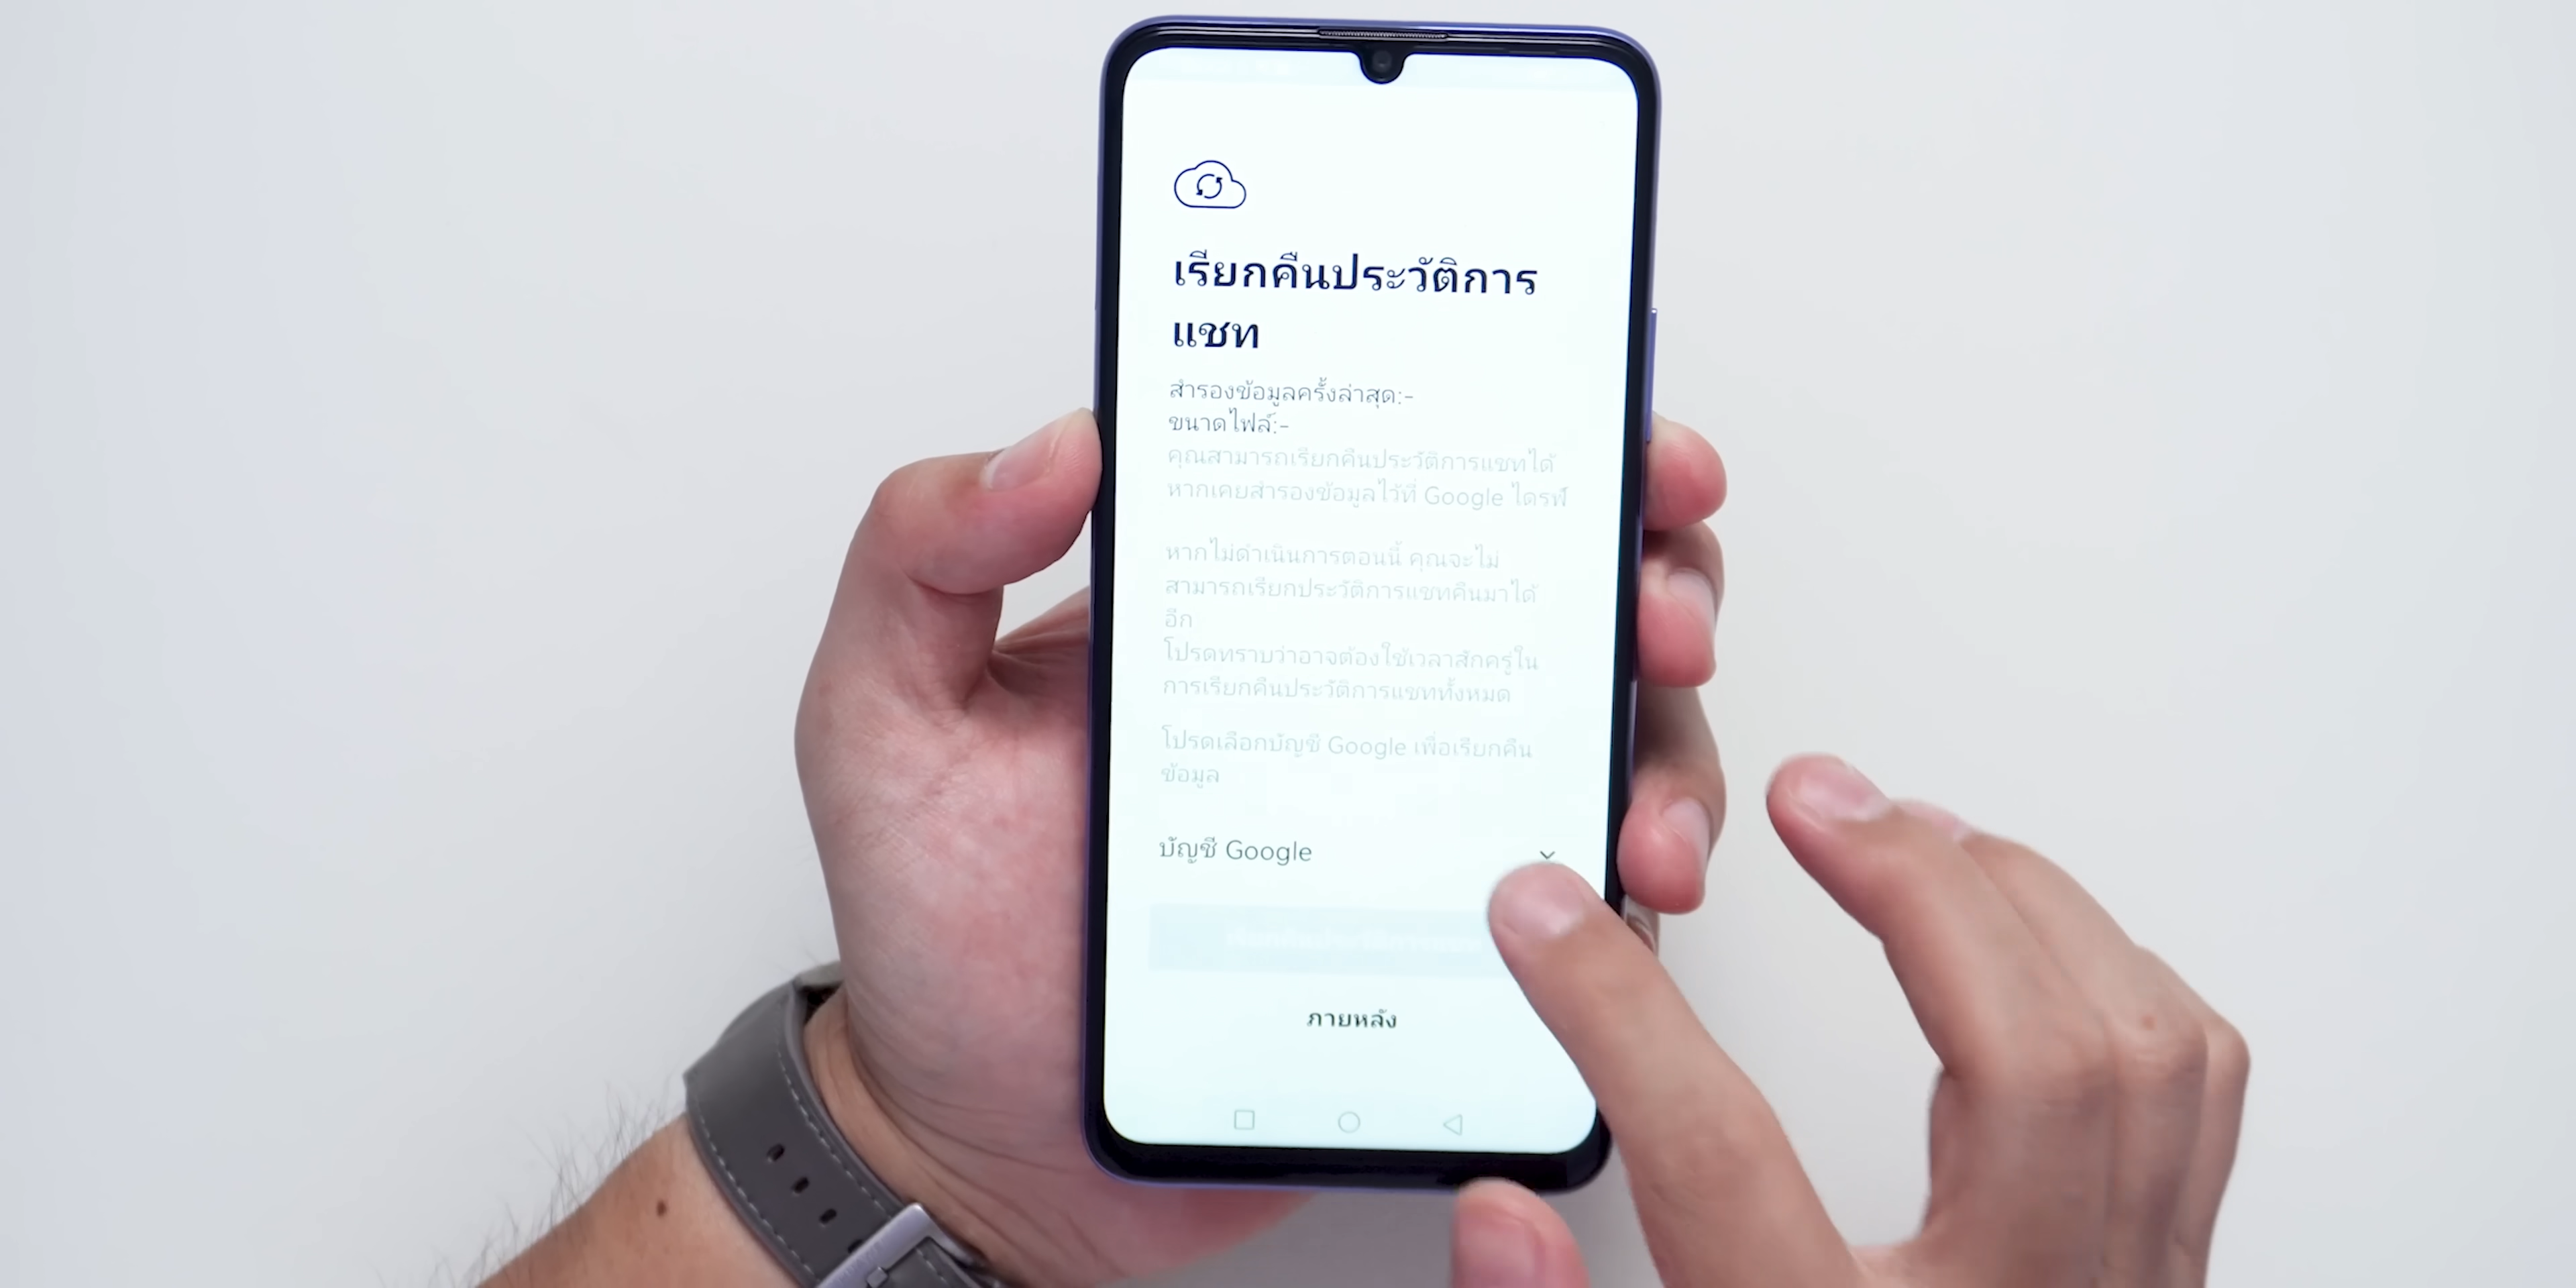 เรียกคืนประวัติการ
แชท
สำรองข้อมูลครั้งล่าสุด:-
ขนาดไฟล์:-
คุณสามารถเรียกคืนประวัติการแชทได้
หากเคยสำรองข้อมูลไว้ที่ Google ไดรฟ์
หากไม่ดำเนินการตอนนี้ คุณจะไม่
สามารถเรียกประวัติการแชทคืนมาได้
อีก
โปรดทราบว่าอาจต้องใช้เวลาสักครู่ใน
การเรียกคืนประวัติการแชททั้งหมด
โปรดเลือกบัญชี Google เพื่อเรียกคืน
ข้อมูล
บัญชี Google
ภายหลัง